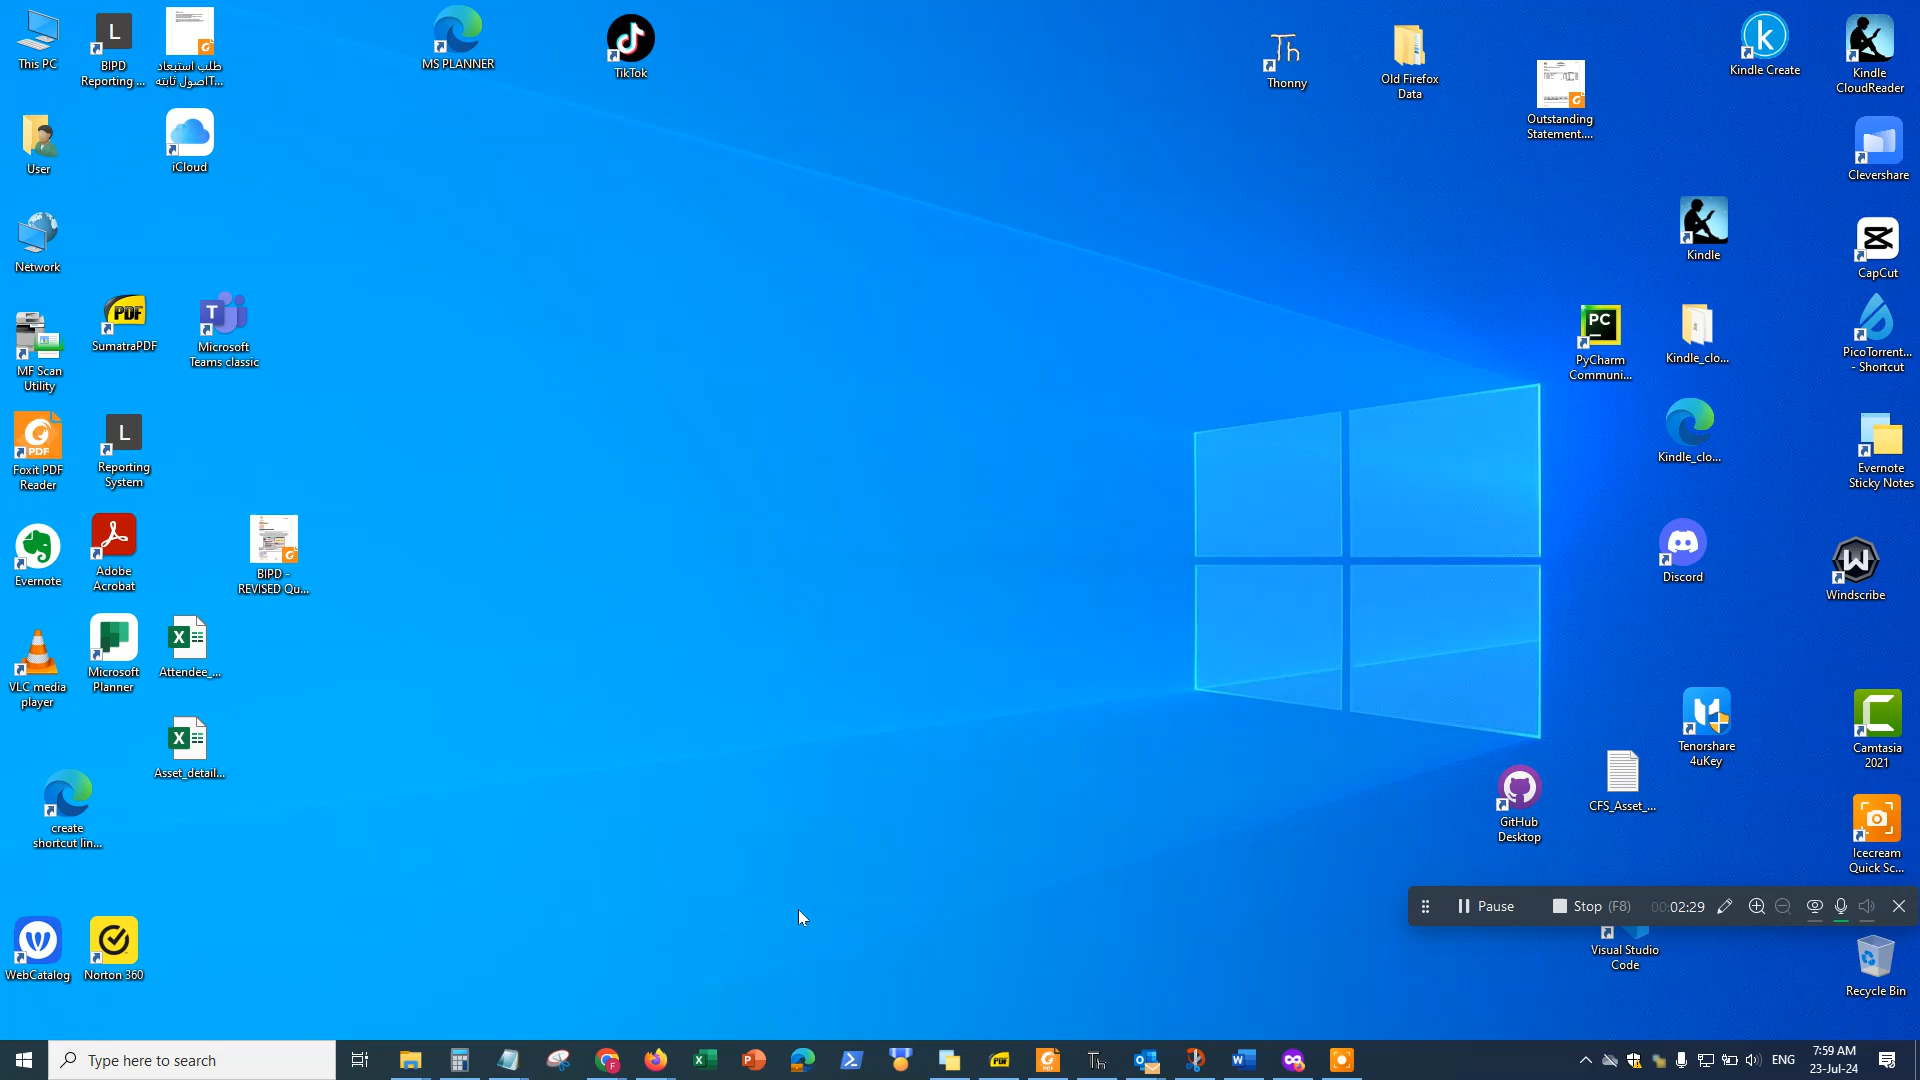 This PC
BIPD
Reporting ...
طلب استبعاد
اصول ثابتهT...
MS PLANNER
TikTok
Thonny
Old Firefox
Data
Outstanding
Statement....
Kindle Create
Kindle
CloudReader
User
iCloud
Clevershare
Network
Kindle
CapCut
MF Scan
Utility
PDF
SumatraPDF
T
Microsoft
Teams classic
PC
PyCharm
Communi...
Kindle_clo...
PicoTorrent...
- Shortcut
PDF
Foxit PDF
Reader
L
Reporting
System
Kindle_clo...
Evernote
Sticky Notes
Evernote
Adobe
Acrobat
BIPD -
REVISED Qu...
Discord
Windscribe
VLC media
player
Microsoft
Planner
Attendee_...
Asset_detail...
Tenorshare
4uKey
Camtasia
2021
create
shortcut lin...
GitHub
Desktop
CFS_Asset_...
Icecream
Quick Sc...
Pause
Stop (F8)
00:02:29
WebCatalog
Norton 360
Visual Studio
Code
Recycle Bin
Type here to search
ENG
7:59 AM
23-Jul-24